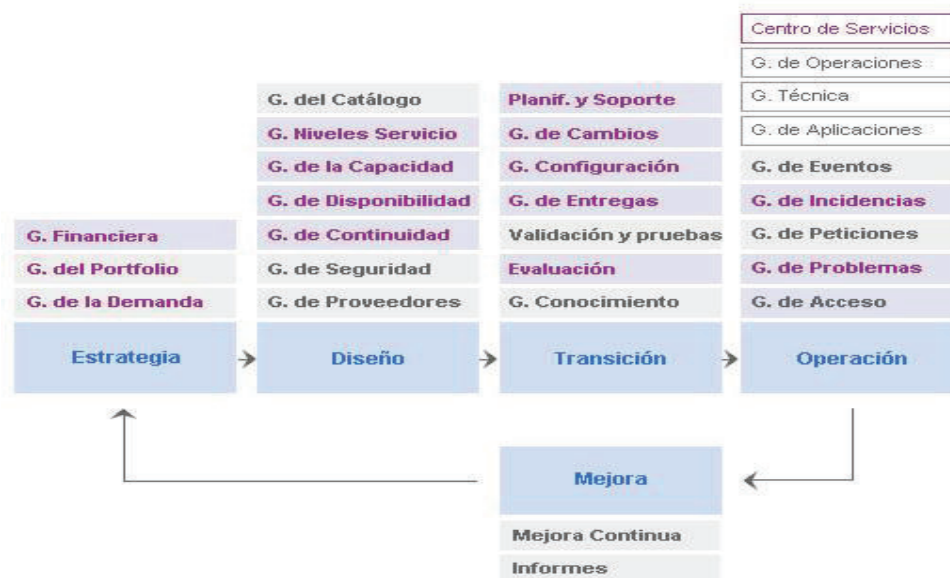 Centro de Servicios
G. de Operaciones
G. Técnica
G. de Aplicaciones
G. del Catálogo
Planif. y Soporte
G. Niveles Servicio
G. de Cambios
G. de Eventos
G. de la Capacidad
G. Configuración
G. de Incidencias
G. de Disponibilidad
G. de Entregas
G. de Peticiones
G. Financiera
G. de Continuidad
Validación y pruebas
G. de Problemas
G. del Portfolio
G. de Seguridad
Evaluación
G. de la Demanda
G. de Proveedores
G. Conocimiento
G. de Acceso
Estrategia
Diseño
Transición
Operación
Mejora
Mejora Continua
Informes